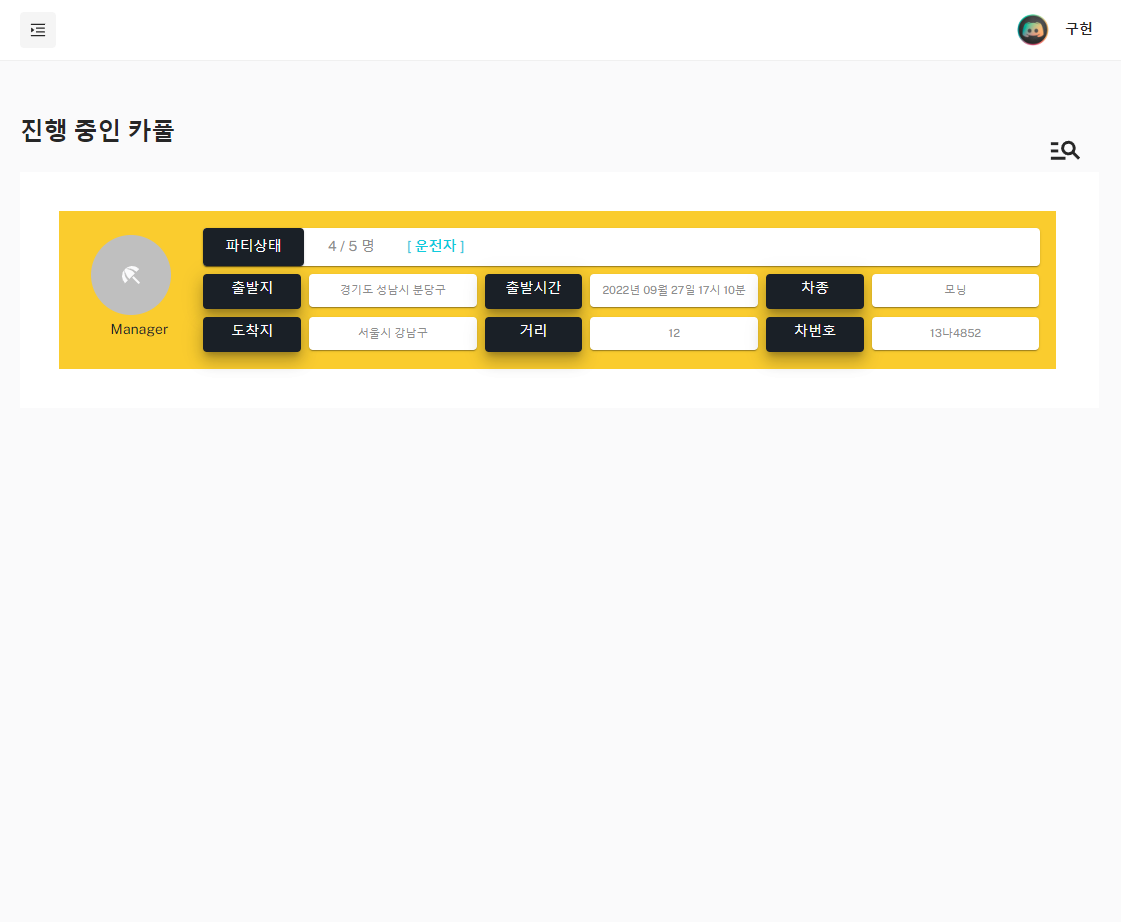 구헌
진행 중인 카풀
파티상태 4 / 5 명 [ 운전자 ]
출발지 경기도 성남시 분당구 출발시간 2022년 09월 27일 17시 10분 차종 모닝
Manager
도착지 서울시 강남구 거리 12 차번호 13나4852